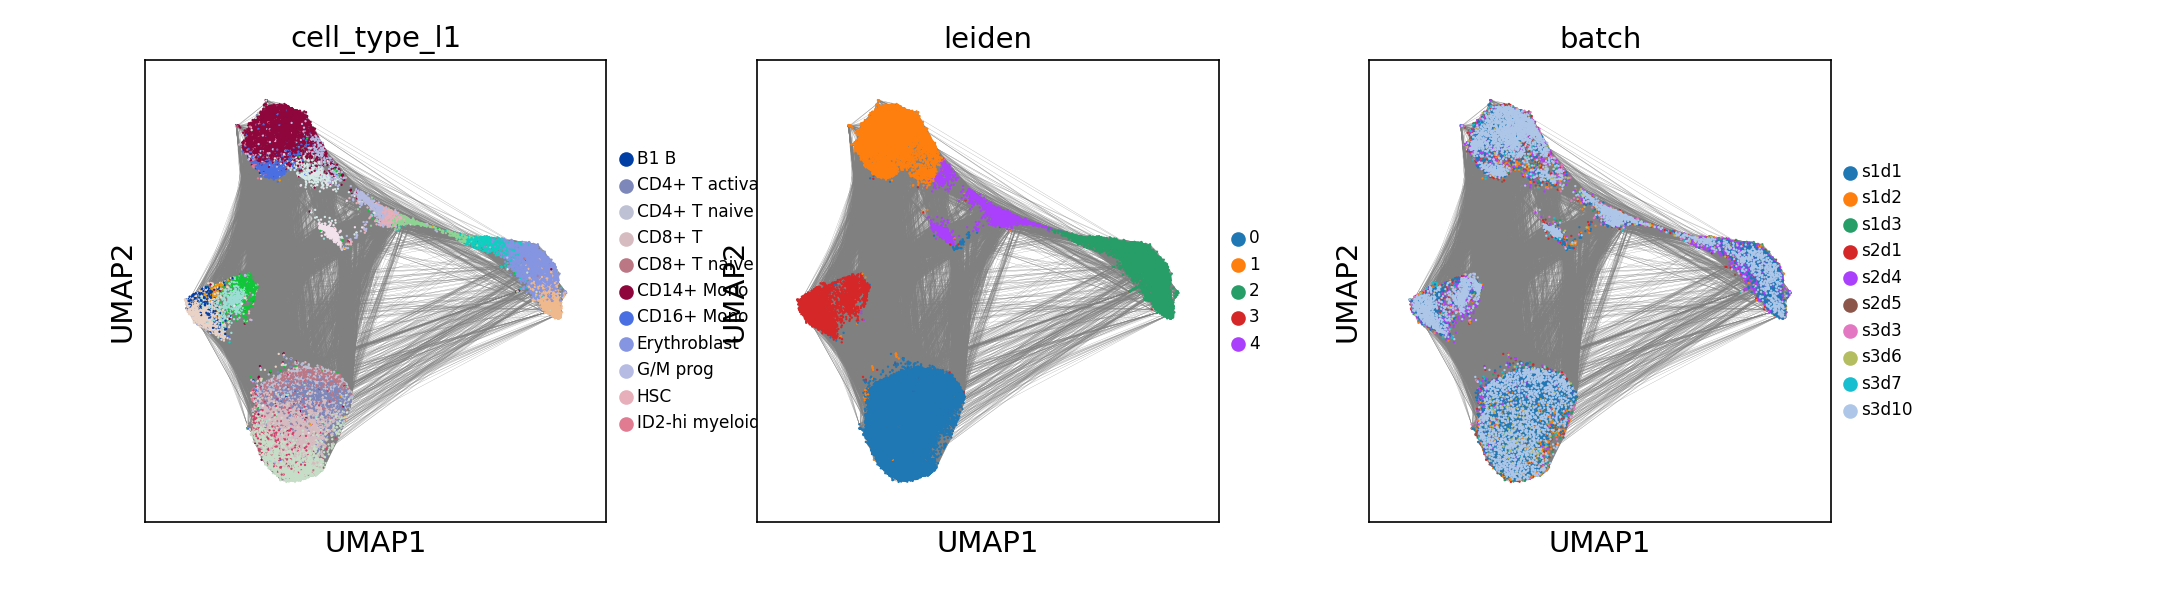 cell_type_l1
leiden
batch
UMAP2
UMAP1
B1 B
CD4+ T activa
CD4+ T naive
CD8+ T
CD8+ T naive
CD14+ Mono
CD16+ Mono
Erythroblast
G/M prog
HSC
ID2-hi myeloid
UMAP2
UMAP1
0
1
2
3
4
UMAP2
UMAP1
s1d1
s1d2
s1d3
s2d1
s2d4
s2d5
s3d3
s3d6
s3d7
s3d10